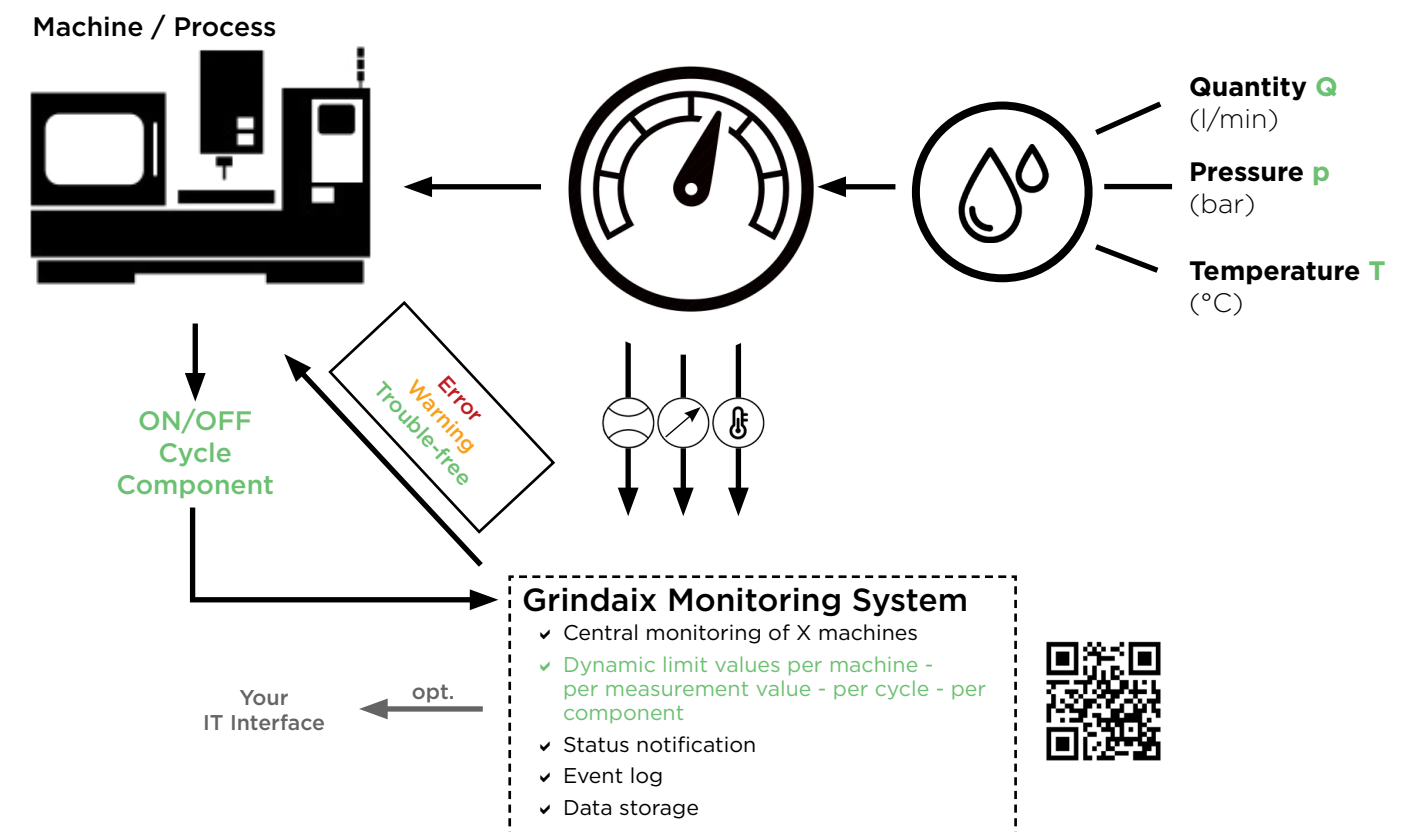 Machine / Process
Quantity Q
(l/min)
Pressure p
(bar)
Temperature T
(°C)
Error
Warning
Trouble-free
ON/OFF
Cycle
Component
Grindaix Monitoring System
Central monitoring of X machines
Dynamic limit values per machine -
per measurement value - per cycle - per
component
Status notification
Event log
Data storage
opt.
Your
IT Interface